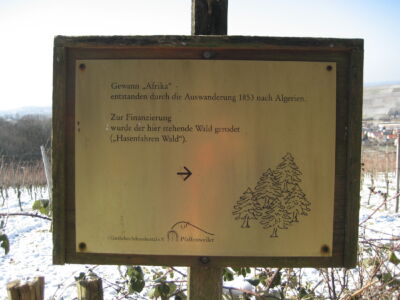 Gewann „Afrika“ -
entstanden durch die Auswanderung 1853 nach Algerien.
Zur Finanzierung
wurde der hier stehende Wald gerodet
(„Hasenfahren Wald“).
Pfaffenweiler